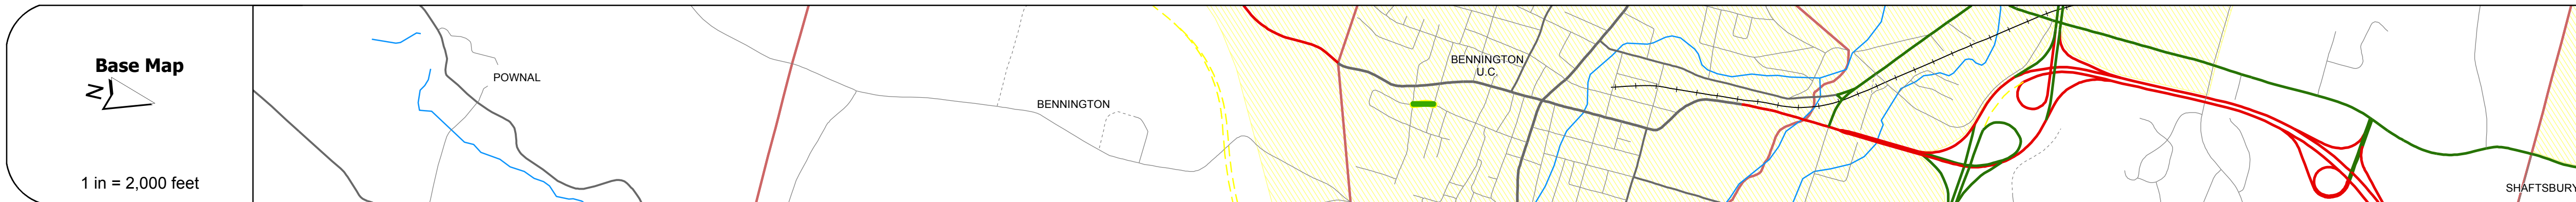 Base Map
N
1 in = 2,000 feet
POWNAL
BENNINGTON
BENNINGTON
U.C.
SHAFTSBURY